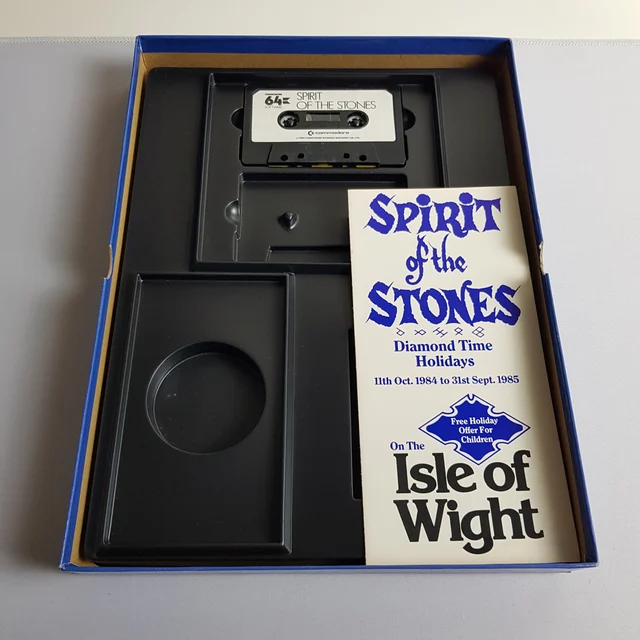 64
SPIRIT
OF THE STONES
commodore
SPIRIT
of the
STONES
Diamond Time
Holidays
11th Oct. 1984 to 31st Sept. 1985
Free Holiday
Offer For
Children
On The
Isle of
Wight